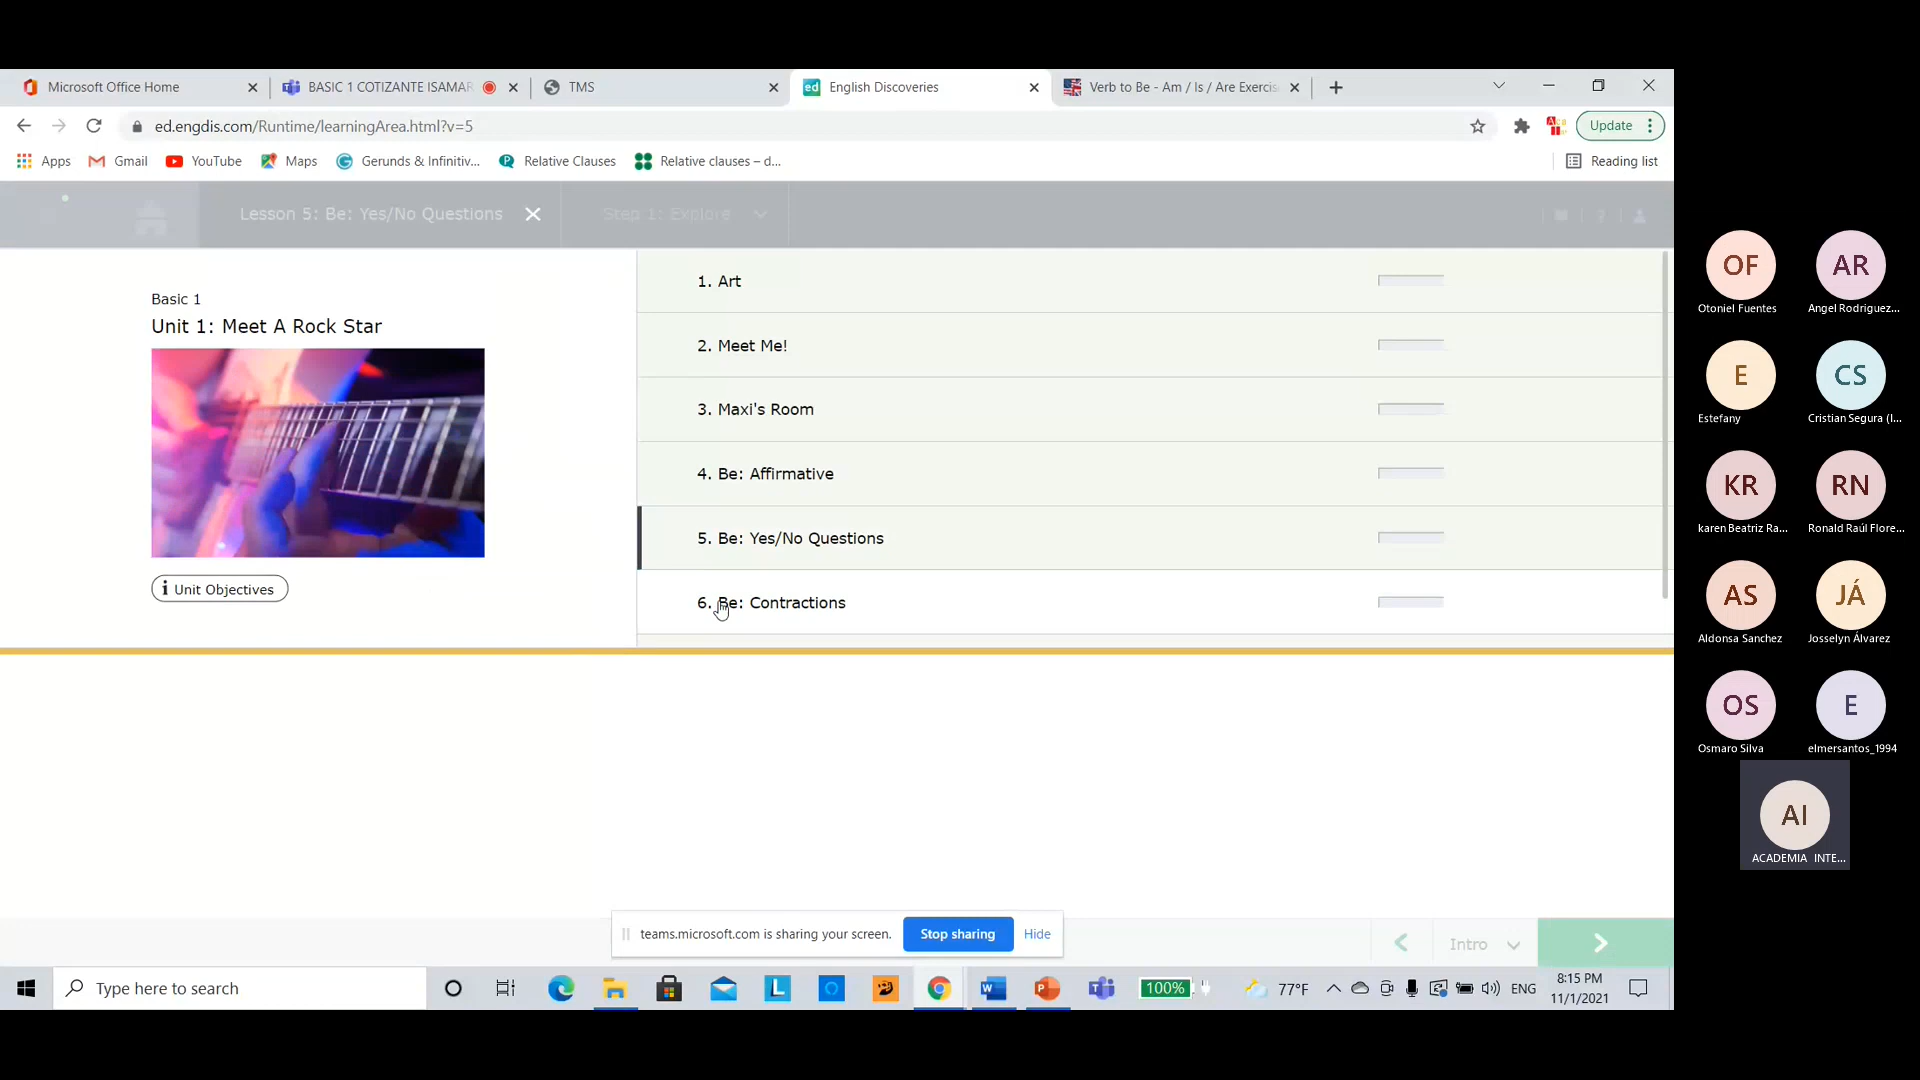 Microsoft Office Home
BASIC 1 COTIZANTE ISAMAR
TMS
ed English Discoveries
Verb to Be - Am / Is / Are Exercis
ed.engdis.com/Runtime/learningArea.html?v=5
Update
Apps
Gmail
YouTube
Maps
Gerunds & Infinitiv...
Relative Clauses
Relative clauses – d...
Reading list
Lesson 5: Be: Yes/No Questions
Step 1: Explore
Basic 1
Unit 1: Meet A Rock Star
i Unit Objectives
1. Art
2. Meet Me!
3. Maxi's Room
4. Be: Affirmative
5. Be: Yes/No Questions
6. Be: Contractions
teams.microsoft.com is sharing your screen.
Stop sharing
Hide
Intro
Type here to search
100%
77°F
ENG
8:15 PM
11/1/2021
OF
Otoniel Fuentes
AR
Angel Rodriguez...
E
Estefany
CS
Cristian Segura (I...
KR
karen Beatriz Ra...
RN
Ronald Raúl Flore...
AS
Aldonsa Sanchez
JÁ
Josselyn Álvarez
OS
Osmaro Silva
E
elmersantos_1994
AI
ACADEMIA INTE...